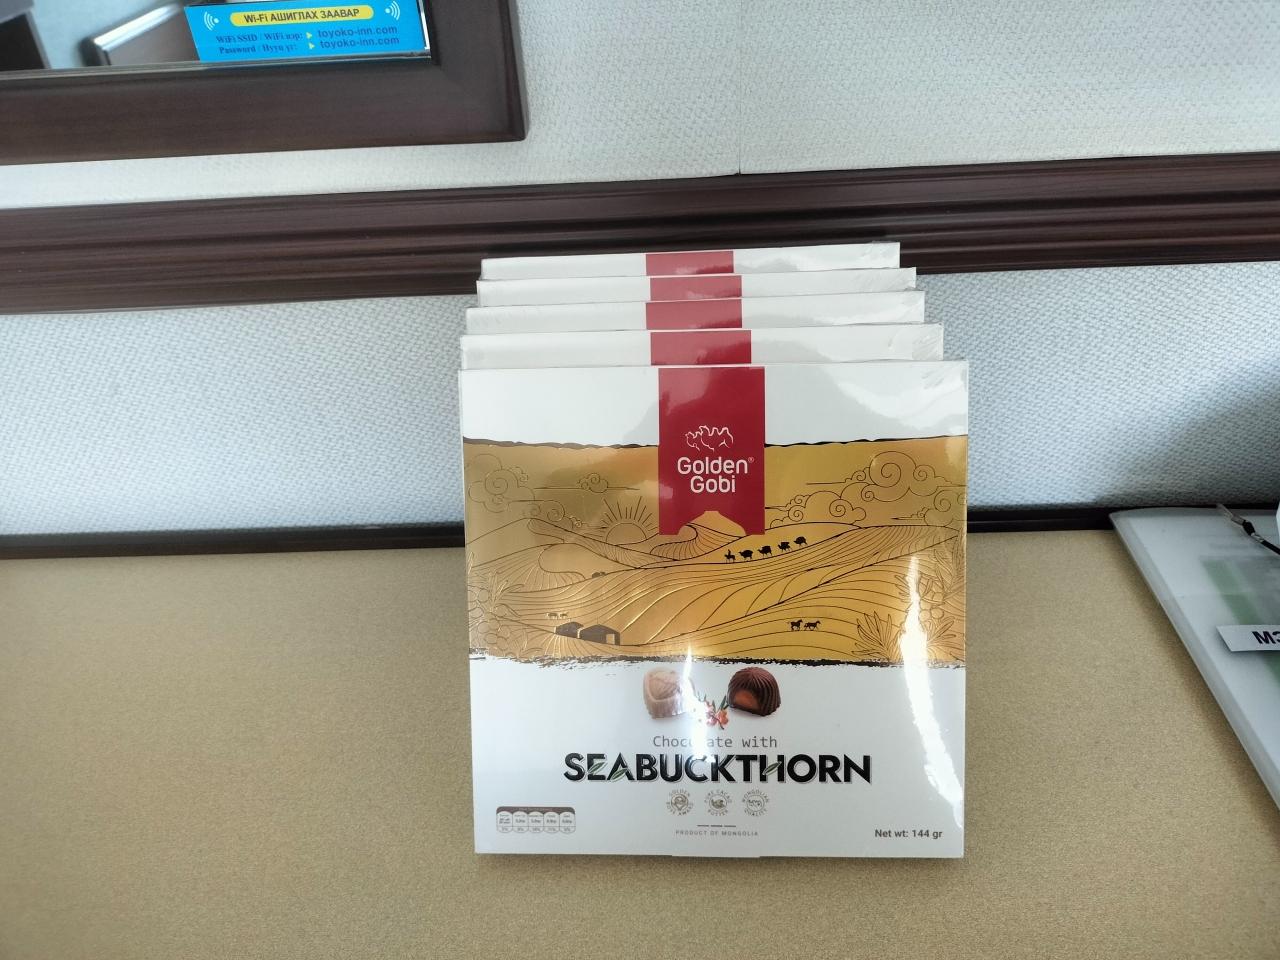 Wi-Fi АШИГЛАХ ЗААВАР
WiFi SSID / WiFi нэр: ▶ toyoko-inn.com
Password / Нууц үг: ▶ toyoko-inn.com
Golden®
Gobi
Chocolate with
SEABUCKTHORN
PRODUCT OF MONGOLIA
Net wt: 144 gr